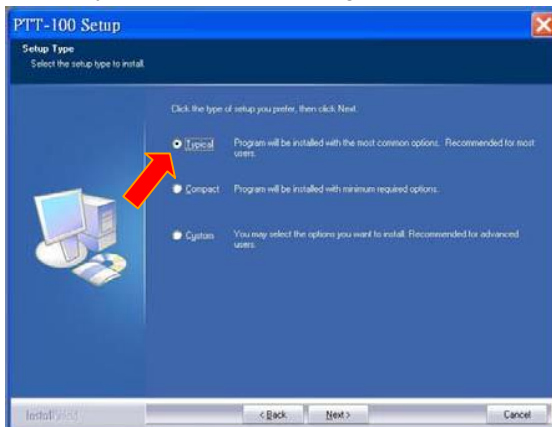 PTT-100 Setup
Setup Type
Select the setup type to install.
Click the type of setup you prefer, then click Next.
Typical
Program will be installed with the most common options. Recommended for most
users.
Compact
Program will be installed with minimum required options.
Custom
You may select the options you want to install. Recommended for advanced
users.
< Back
Next >
Cancel